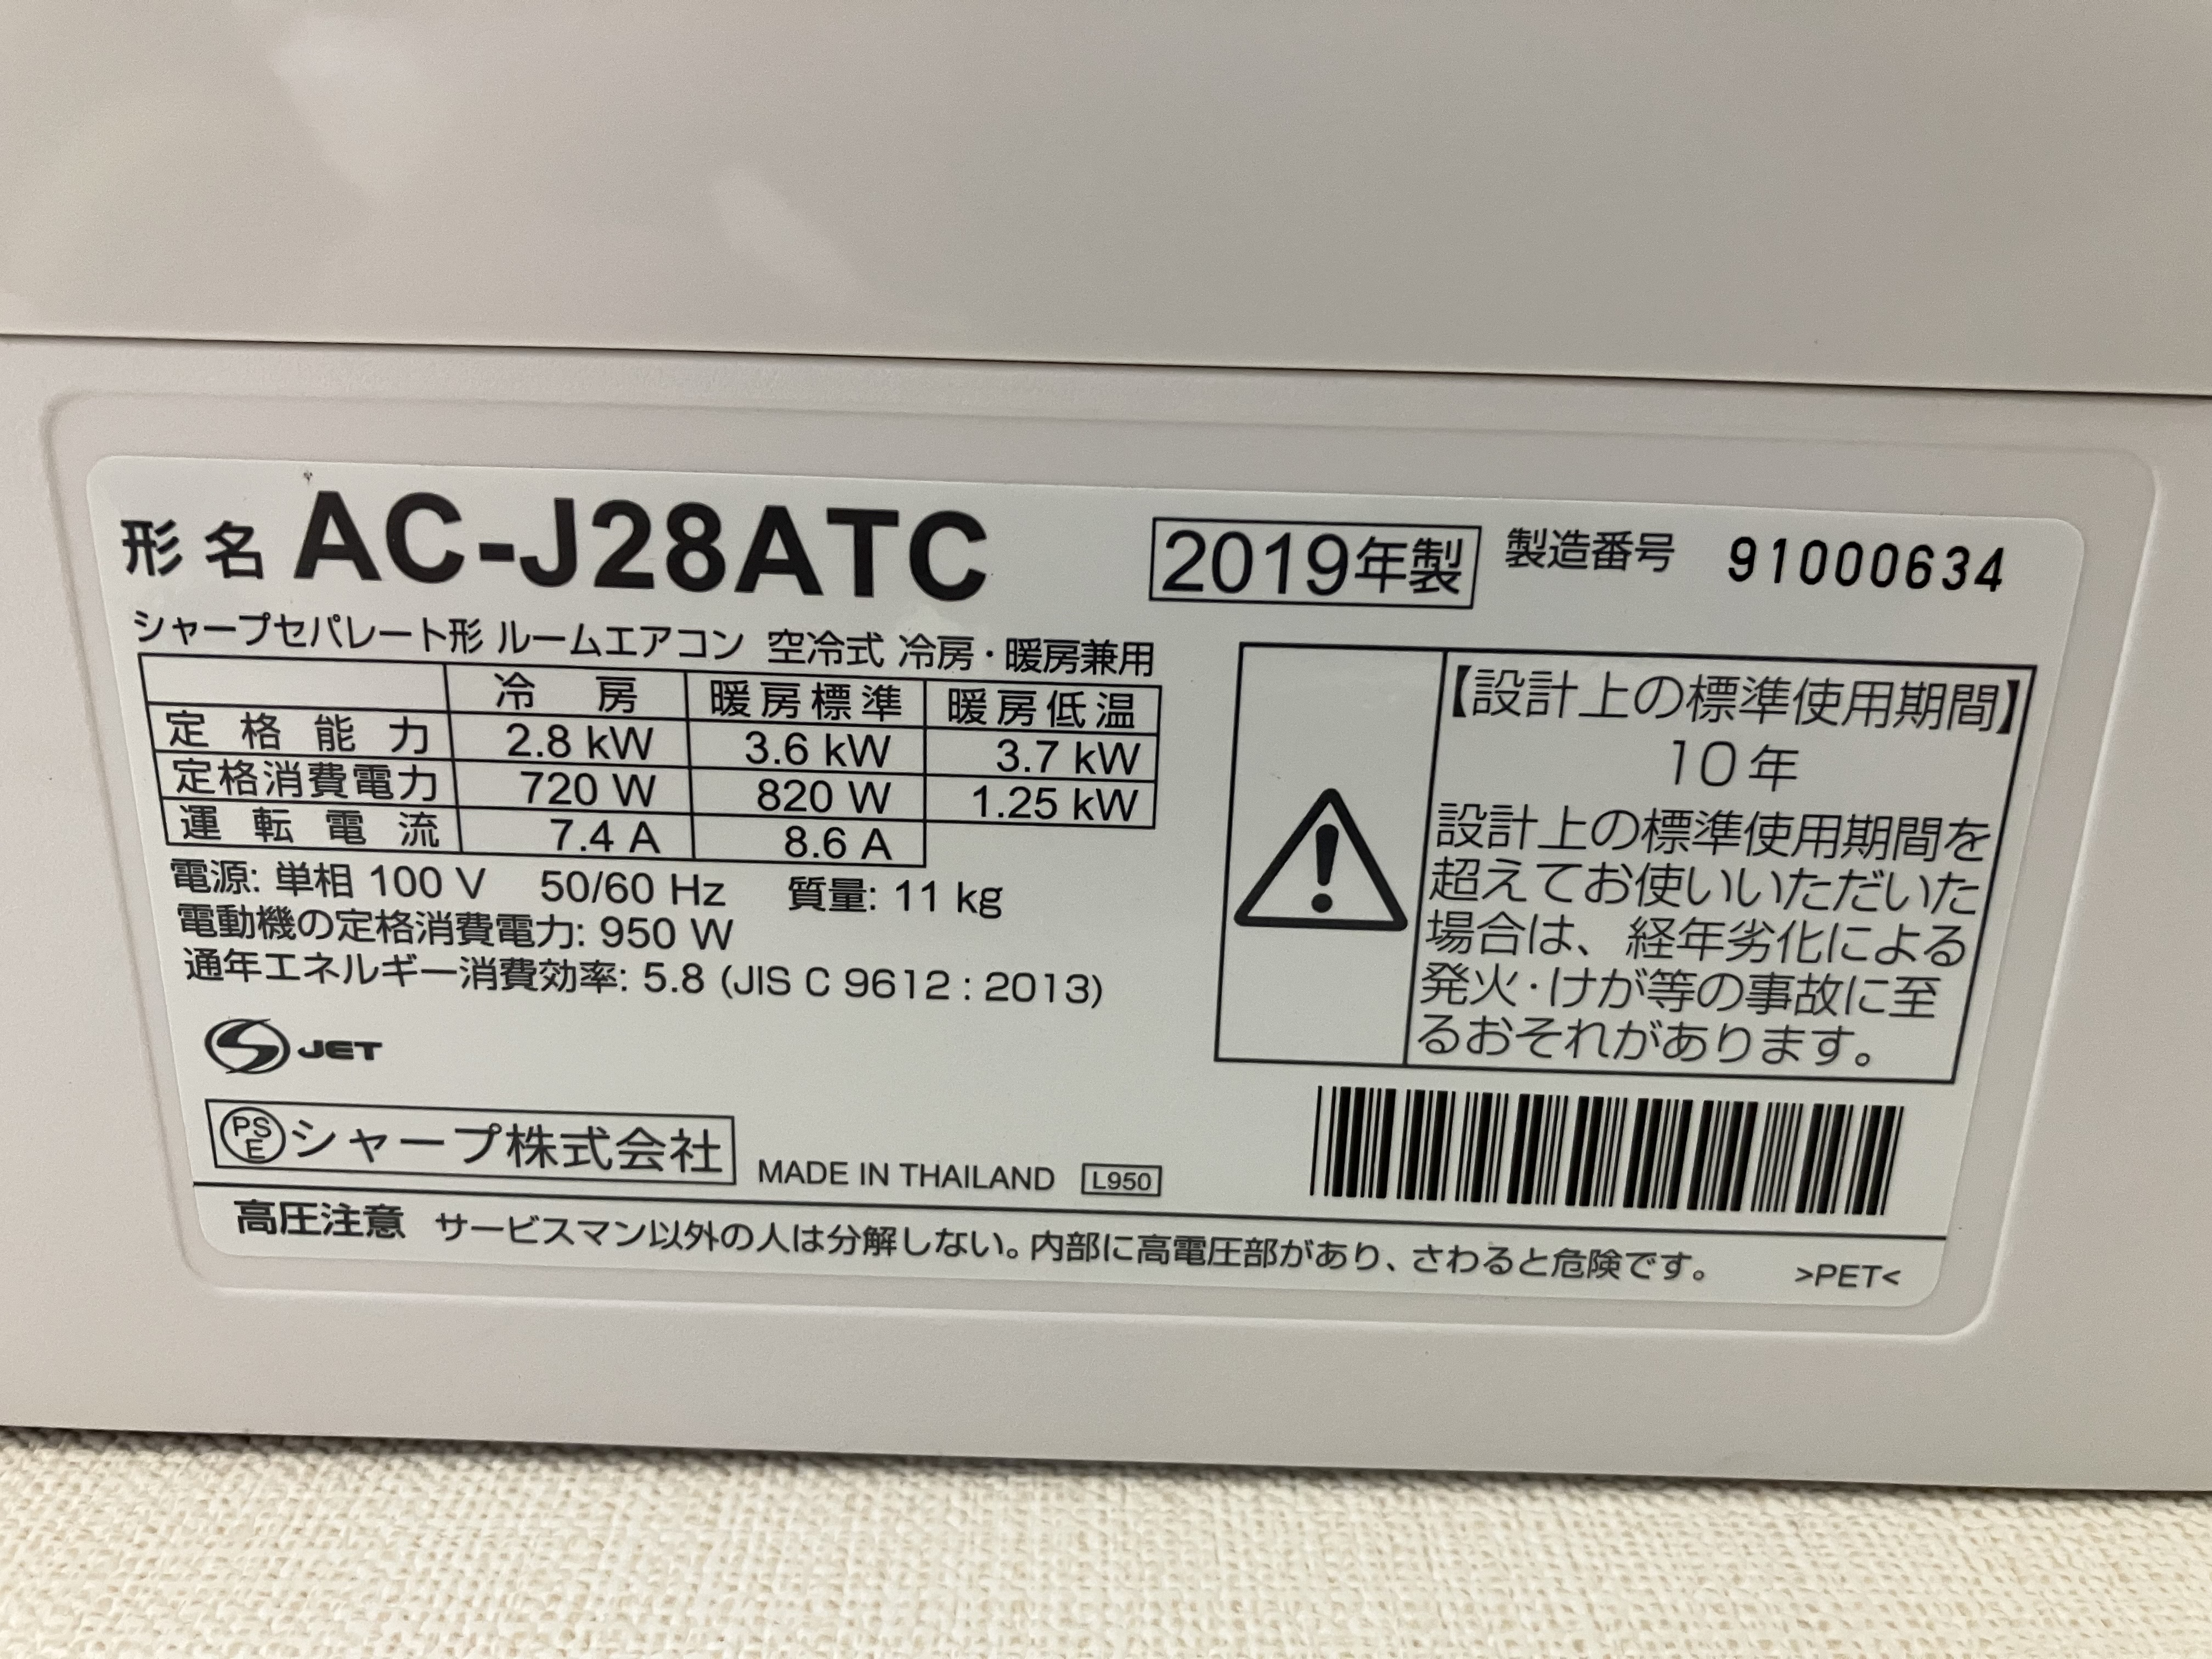 形名 AC-J28ATC 2019年製 製造番号 91000634
シャープセパレート形 ルームエアコン 空冷式 冷房・暖房兼用
冷房 暖房標準 暖房低温
定格能力 2.8 kW 3.6 kW 3.7 kW
定格消費電力 720 W 820 W 1.25 kW
運転電流 7.4 A 8.6 A
電源: 単相 100 V 50/60 Hz 質量: 11 kg
電動機の定格消費電力: 950 W
通年エネルギー消費効率: 5.8 (JIS C 9612 : 2013)
JET
PSE シャープ株式会社 MADE IN THAILAND L950
【設計上の標準使用期間】
10年
設計上の標準使用期間を
超えてお使いいただいた
場合は、経年劣化による
発火・けが等の事故に至
るおそれがあります。
高圧注意 サービスマン以外の人は分解しない。内部に高電圧部があり、さわると危険です。 >PET<